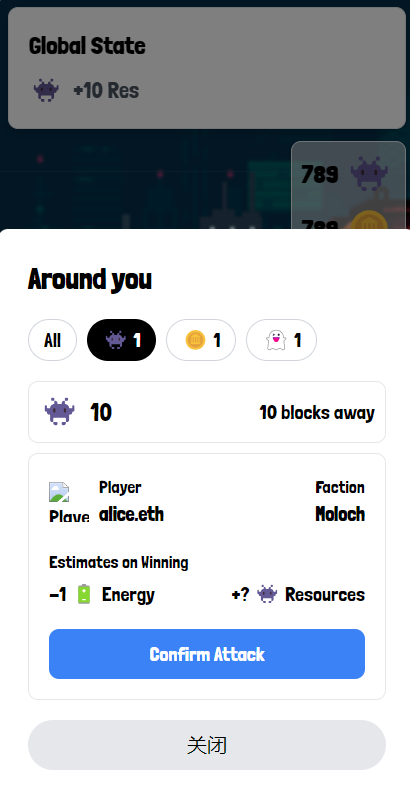 Global State
+10 Res
789
789
Around you
All
1
1
1
10
10 blocks away
Player
Faction
Playe
alice.eth
Moloch
Estimates on Winning
-1 Energy
+? Resources
Confirm Attack
关闭